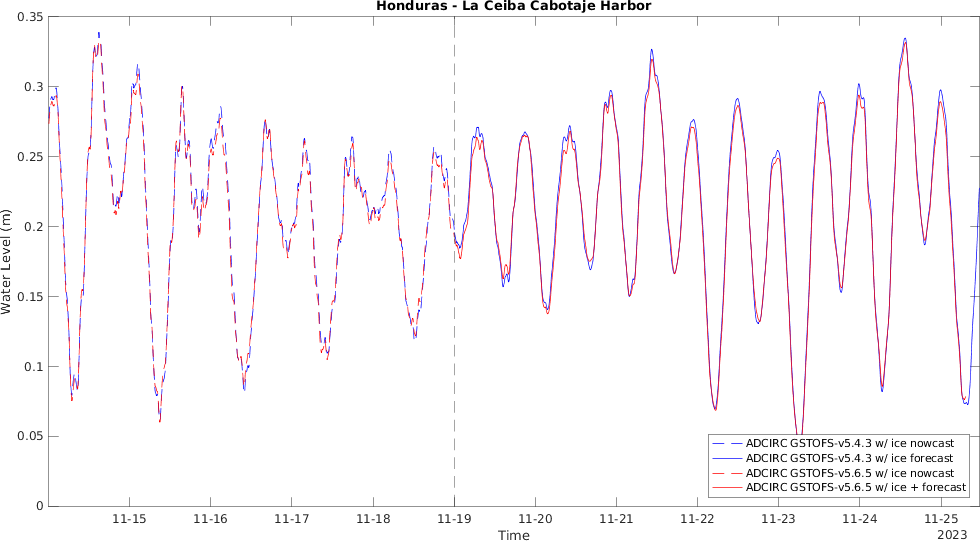 Honduras - La Ceiba Cabotaje Harbor
Water Level (m)
0.35
0.3
0.25
0.2
0.15
0.1
0.05
0
ADCIRC GSTOFS-v5.4.3 w/ ice nowcast
ADCIRC GSTOFS-v5.4.3 w/ ice forecast
ADCIRC GSTOFS-v5.6.5 w/ ice nowcast
ADCIRC GSTOFS-v5.6.5 w/ ice + forecast
11-15 11-16 11-17 11-18 11-19 11-20 11-21 11-22 11-23 11-24 11-25
Time
2023